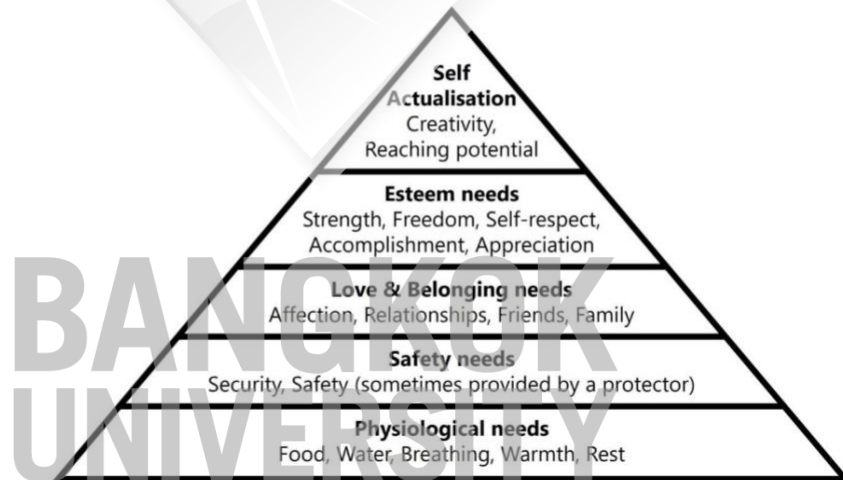 Self
Actualisation
Creativity,
Reaching potential
Esteem needs
Strength, Freedom, Self-respect,
Accomplishment, Appreciation
Love & Belonging needs
Affection, Relationships, Friends, Family
Safety needs
Security, Safety (sometimes provided by a protector)
Physiological needs
Food, Water, Breathing, Warmth, Rest
BANGKOK
UNIVERSITY